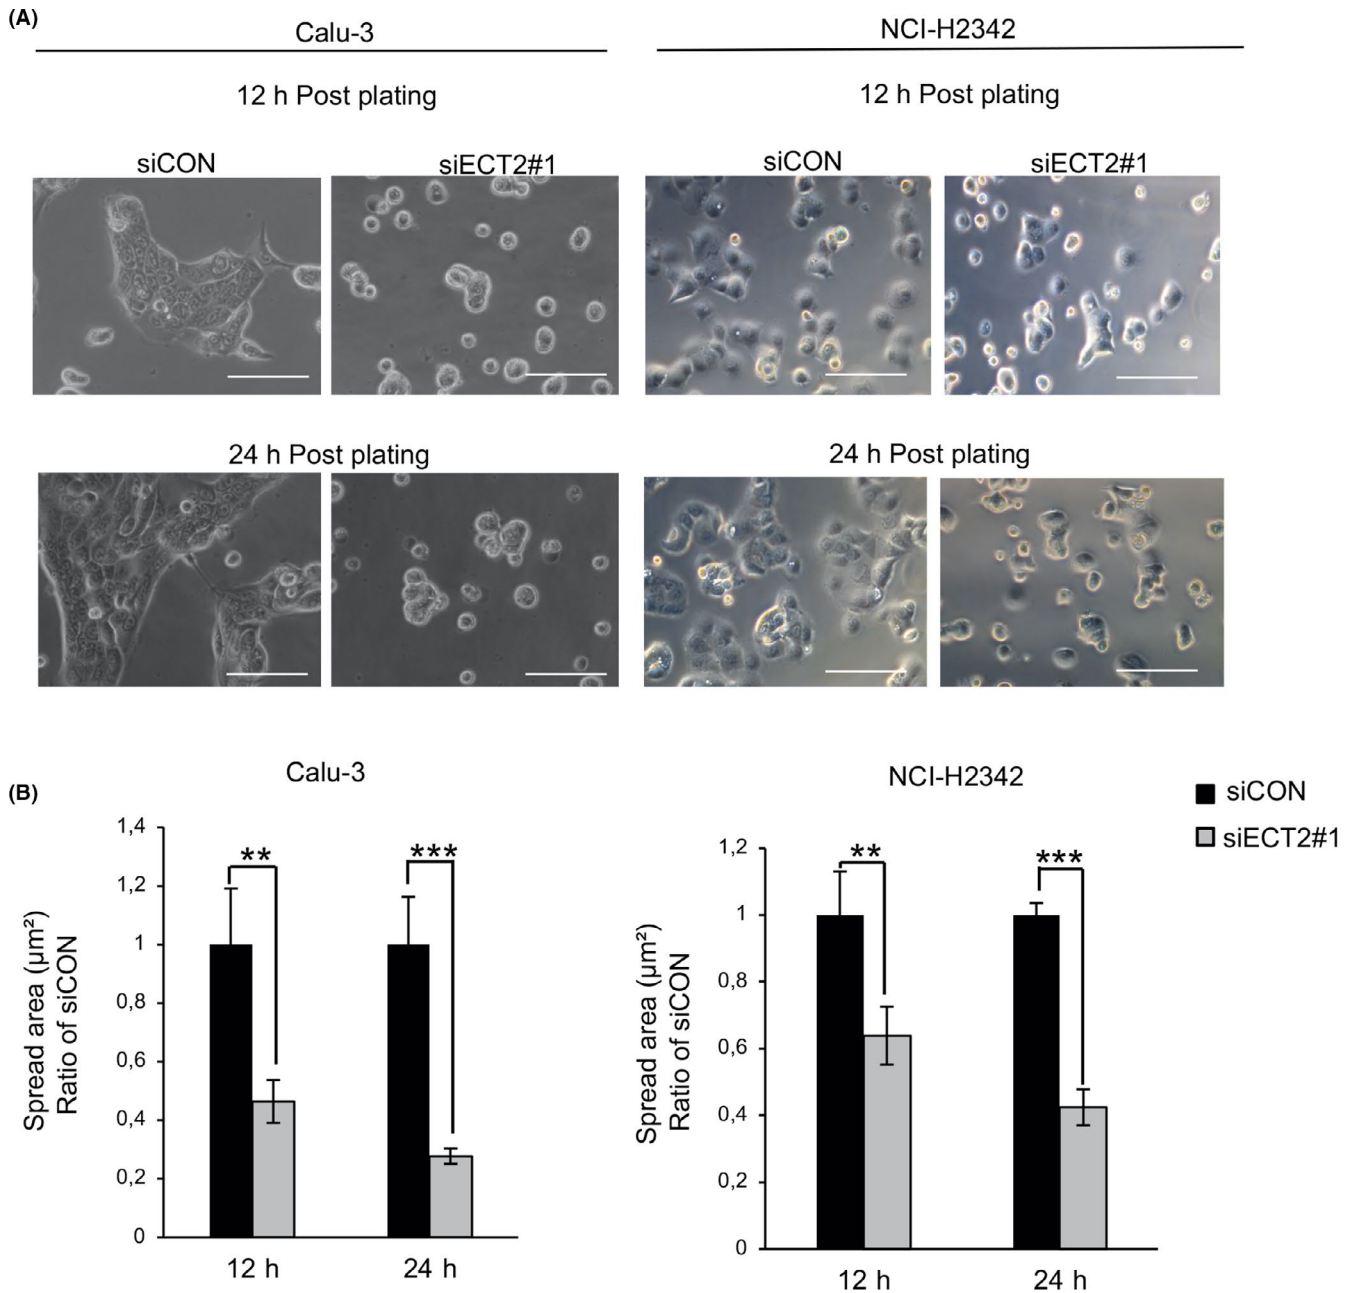 (A)
Calu-3
NCI-H2342
12 h Post plating
12 h Post plating
siCON
siECT2#1
siCON
siECT2#1
24 h Post plating
24 h Post plating
(B)
Calu-3
NCI-H2342
siCON
siECT2#1
Spread area (µm²)
Ratio of siCON
1,4
1,2
1
0,8
0,6
0,4
0,2
0
**
***
12 h
24 h
Spread area (µm²)
Ratio of siCON
1,2
1
0,8
0,6
0,4
0,2
0
**
***
12 h
24 h